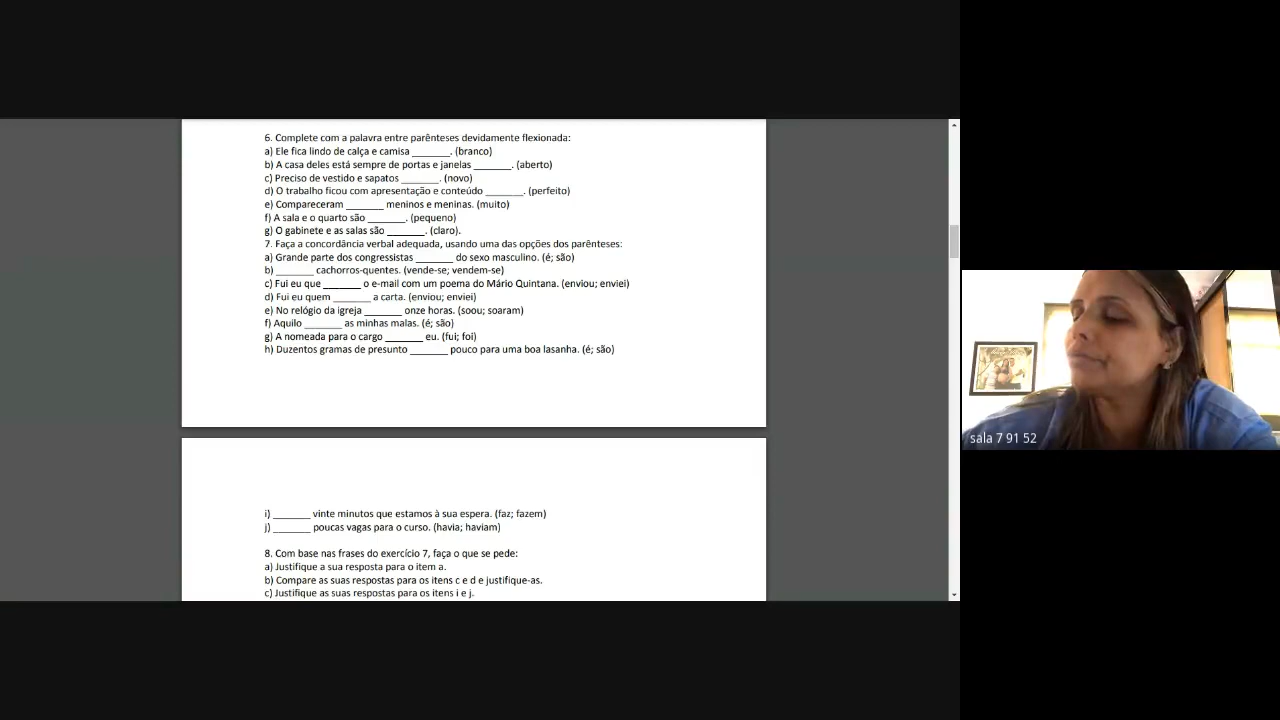 6. Complete com a palavra entre parênteses devidamente flexionada:
a) Ele fica lindo de calça e camisa _______. (branco)
b) A casa deles está sempre de portas e janelas _______. (aberto)
c) Preciso de vestido e sapatos _______. (novo)
d) O trabalho ficou com apresentação e conteúdo _______. (perfeito)
e) Compareceram _______ meninos e meninas. (muito)
f) A sala e o quarto são _______. (pequeno)
g) O gabinete e as salas são _______. (claro).
7. Faça a concordância verbal adequada, usando uma das opções dos parênteses:
a) Grande parte dos congressistas _______ do sexo masculino. (é; são)
b) _______ cachorros-quentes. (vende-se; vendem-se)
c) Fui eu que _______ o e-mail com um poema do Mário Quintana. (enviou; enviei)
d) Fui eu quem _______ a carta. (enviou; enviei)
e) No relógio da igreja _______ onze horas. (soou; soaram)
f) Aquilo _______ as minhas malas. (é; são)
g) A nomeada para o cargo _______ eu. (fui; foi)
h) Duzentos gramas de presunto _______ pouco para uma boa lasanha. (é; são)
i) _______ vinte minutos que estamos à sua espera. (faz; fazem)
j) _______ poucas vagas para o curso. (havia; haviam)
8. Com base nas frases do exercício 7, faça o que se pede:
a) Justifique a sua resposta para o item a.
b) Compare as suas respostas para os itens c e d e justifique-as.
c) Justifique as suas respostas para os itens i e j.
sala 7 91 52